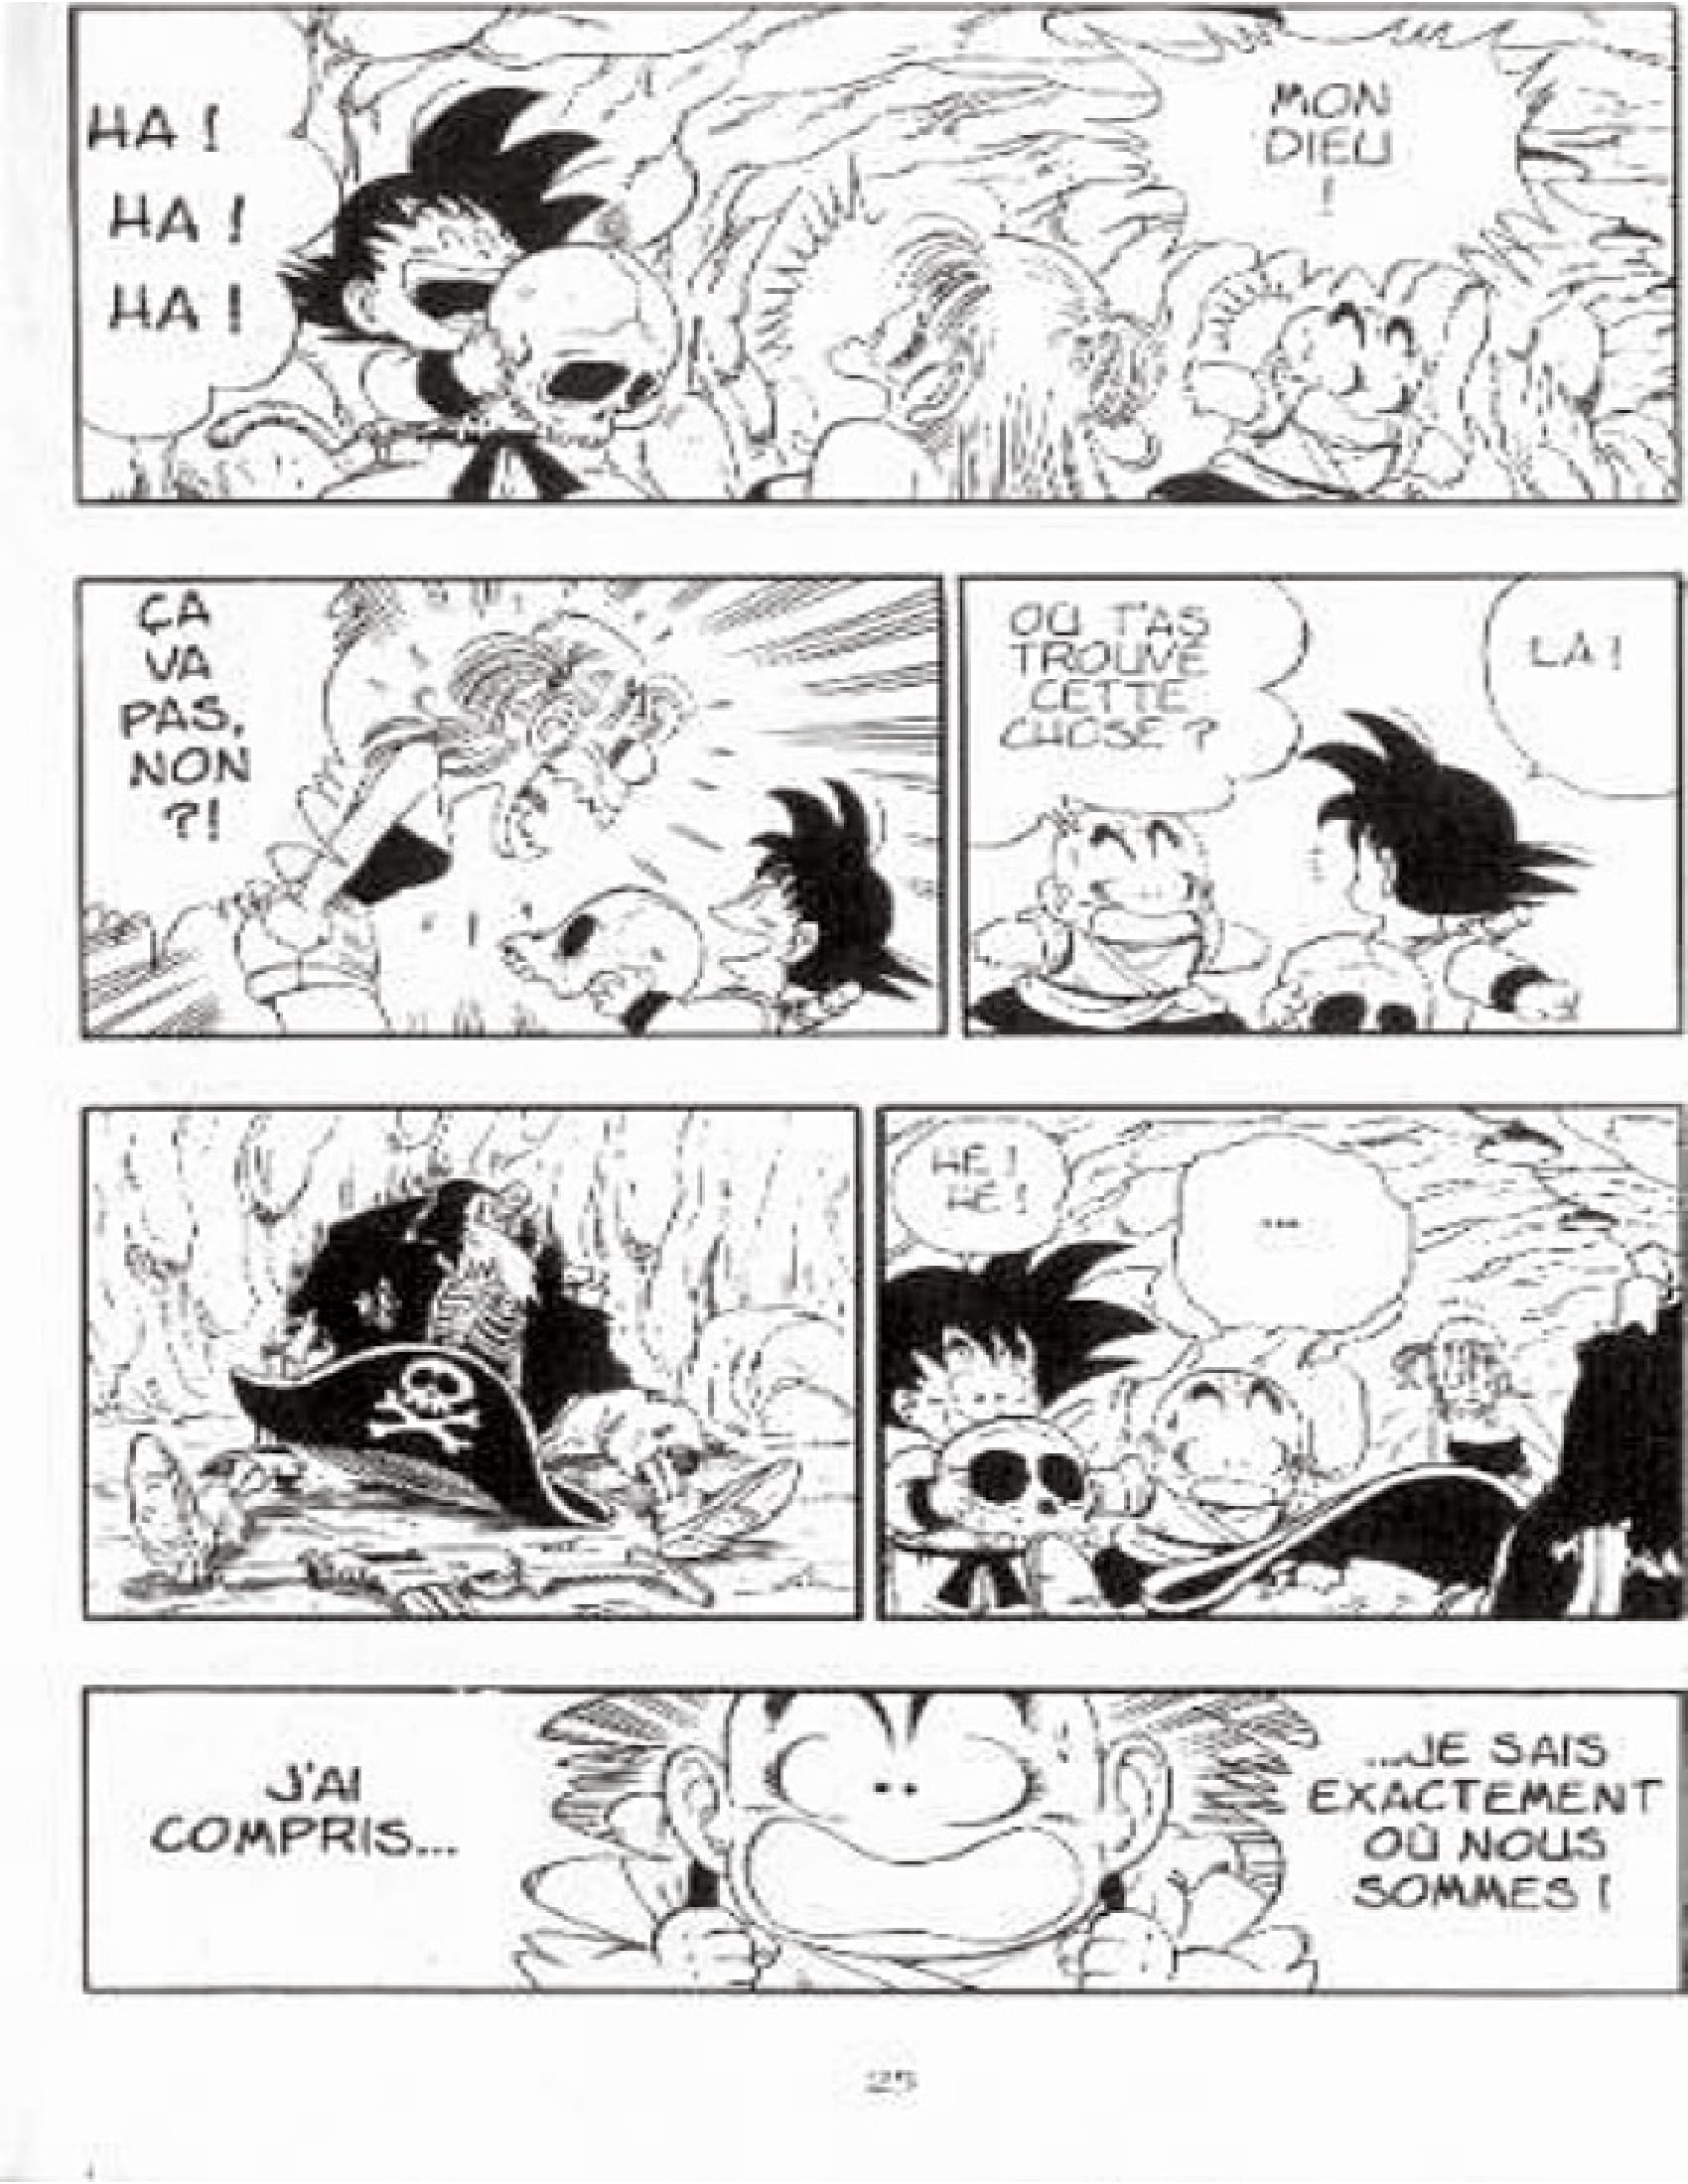 HA !
HA !
HA !
MON
DIEU
!
ÇA
VA
PAS,
NON
?!
OÙ T'AS
TROUVÉ
CETTE
CHOSE ?
LÀ !
HÉ !
HÉ !
...
J'AI
COMPRIS...
...JE SAIS
EXACTEMENT
OÙ NOUS
SOMMES !
25